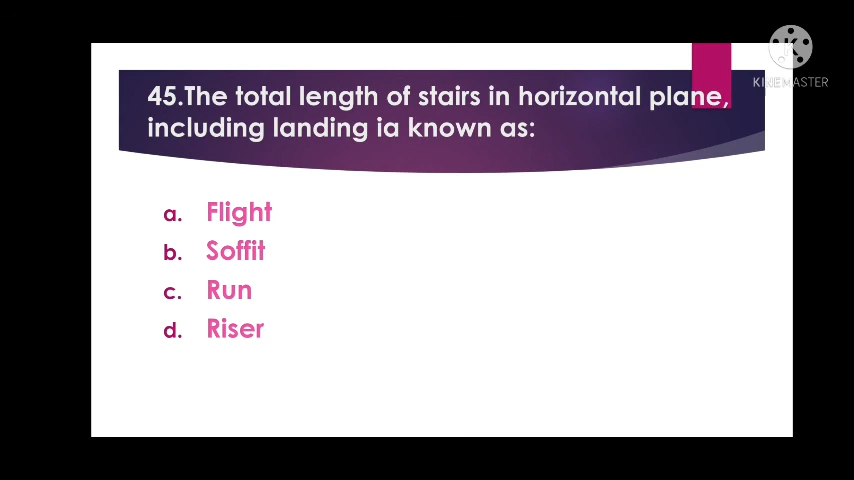 K
KINEMASTER
45.The total length of stairs in horizontal plane,
including landing ia known as:
a. Flight
b. Soffit
c. Run
d. Riser